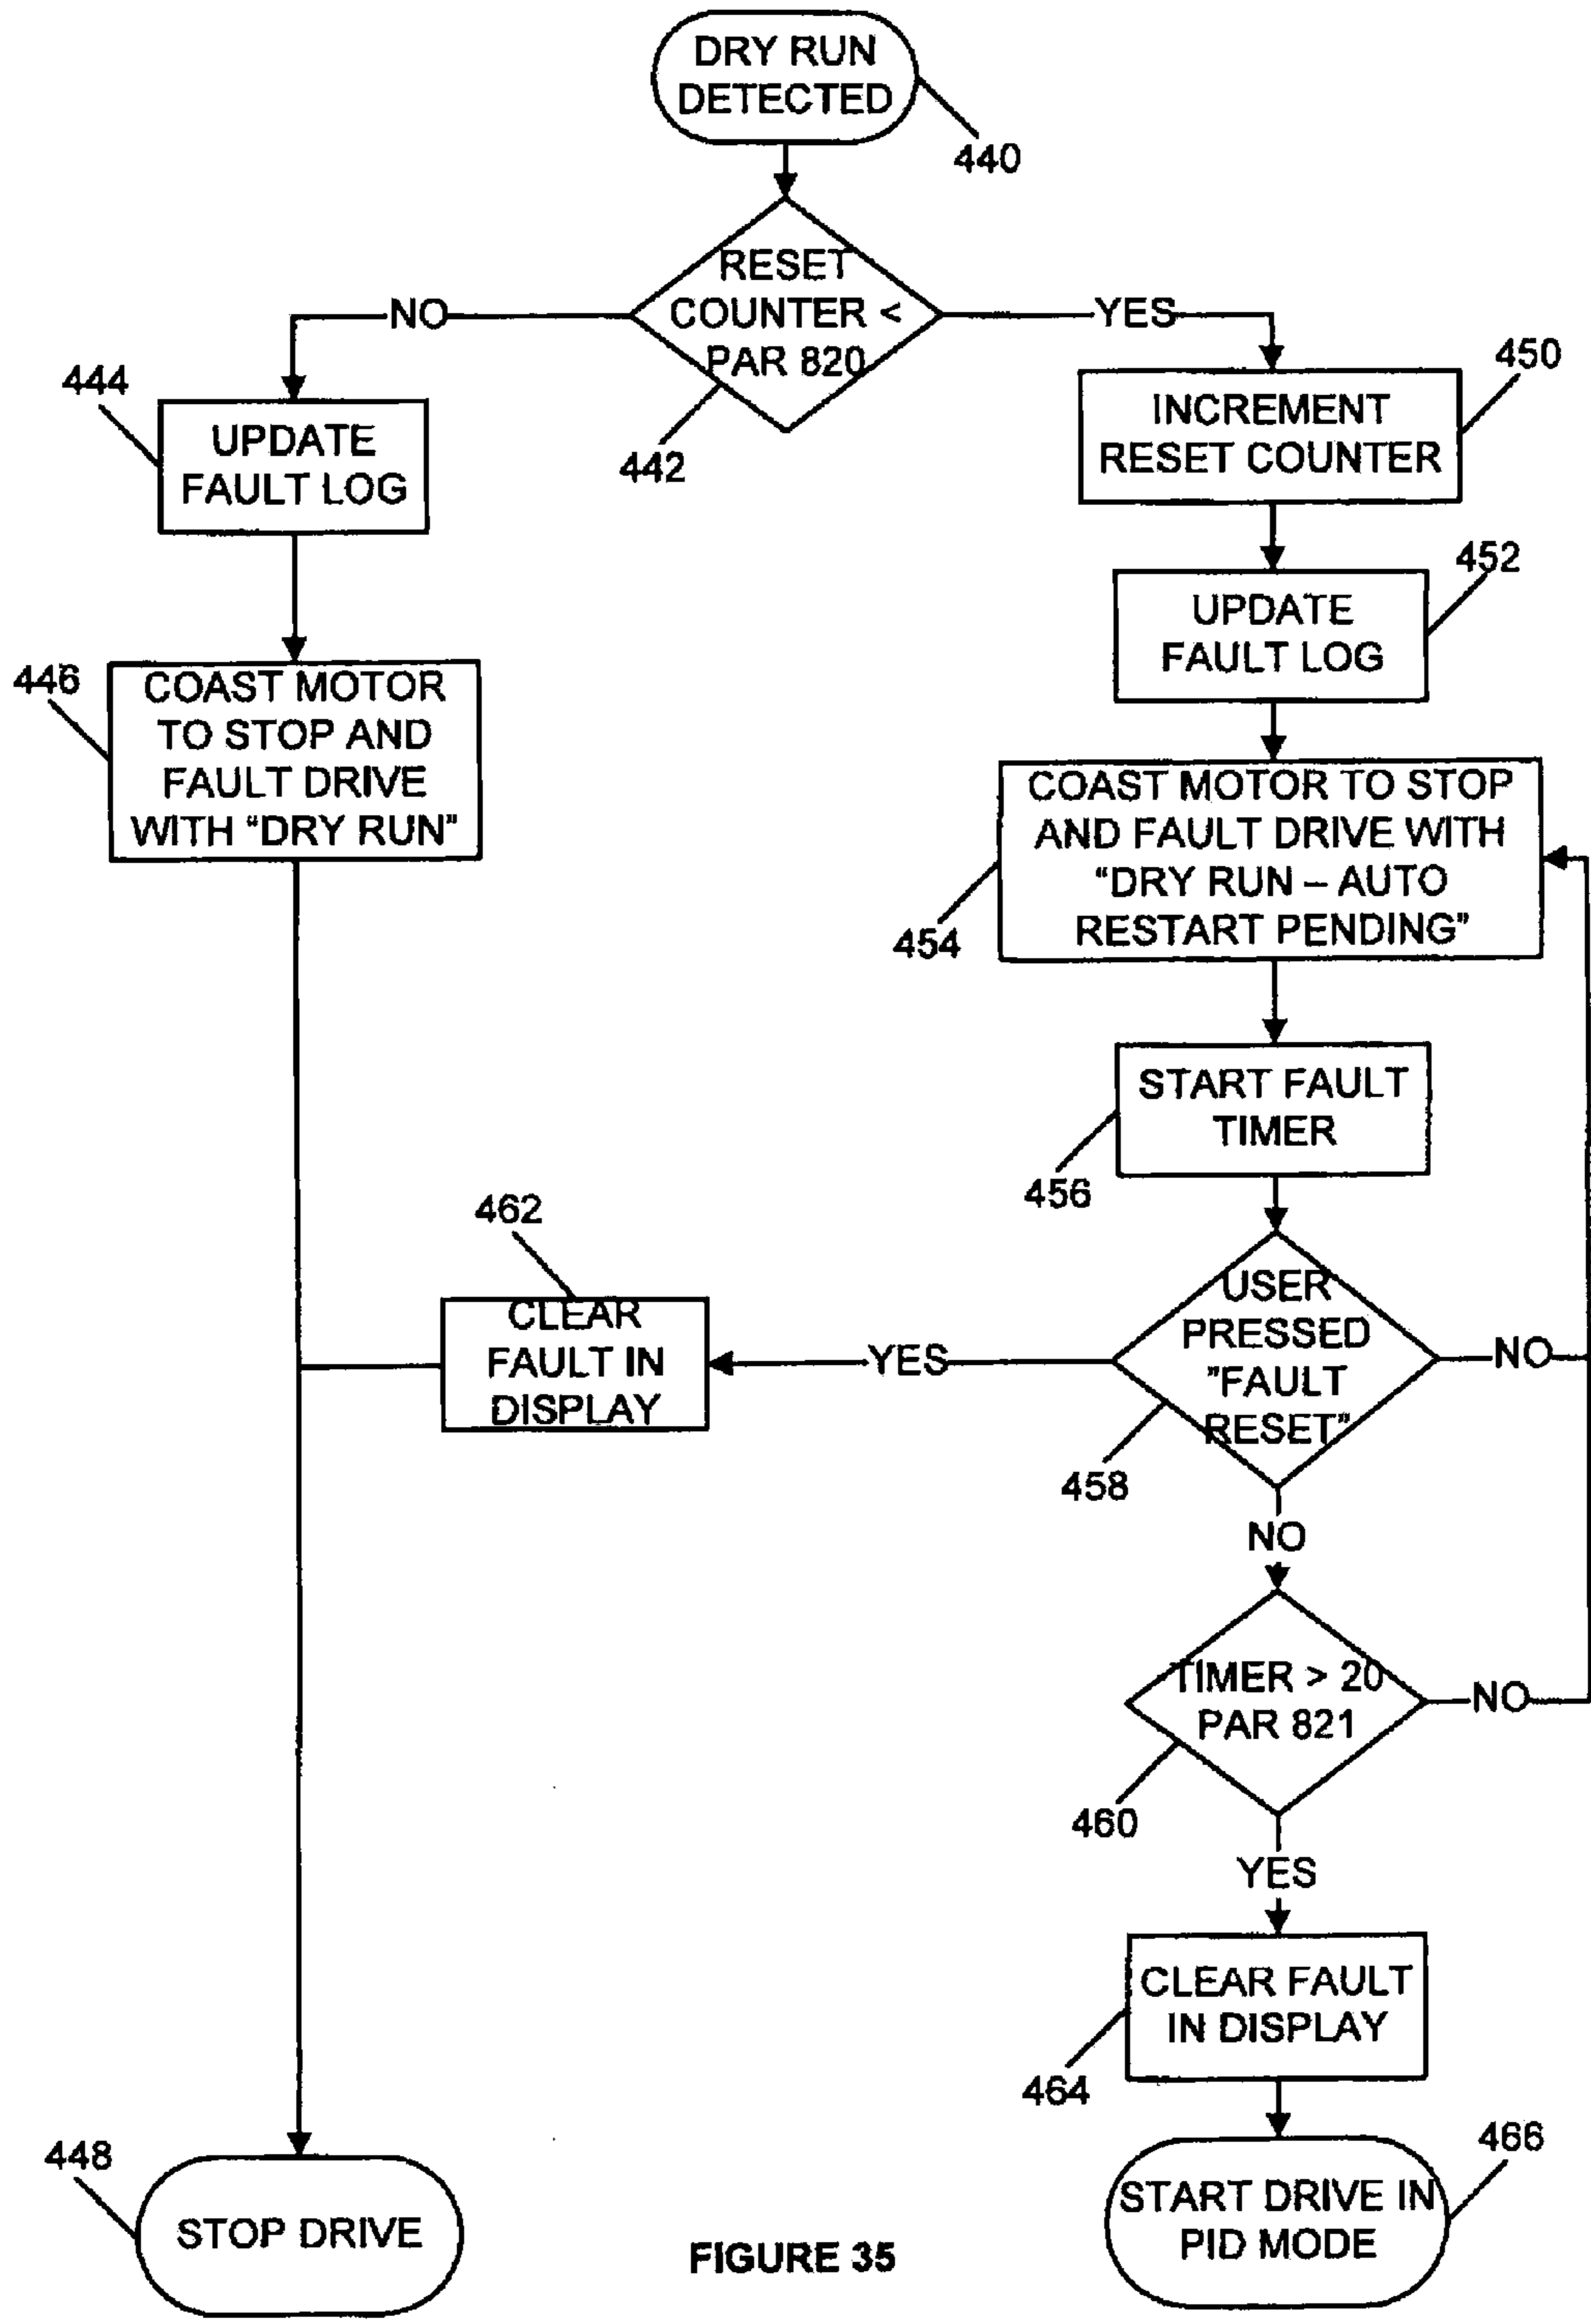 DRY RUN
DETECTED
440
RESET
COUNTER <
PAR 820
442
NO
YES
444
UPDATE
FAULT LOG
450
INCREMENT
RESET COUNTER
452
UPDATE
FAULT LOG
446
COAST MOTOR
TO STOP AND
FAULT DRIVE
WITH "DRY RUN"
COAST MOTOR TO STOP
AND FAULT DRIVE WITH
"DRY RUN – AUTO
RESTART PENDING"
454
START FAULT
TIMER
456
462
CLEAR
FAULT IN
DISPLAY
YES
USER
PRESSED
"FAULT
RESET"
NO
458
NO
TIMER > 20
PAR 821
NO
460
YES
CLEAR FAULT
IN DISPLAY
464
448
STOP DRIVE
466
START DRIVE IN
PID MODE
FIGURE 35